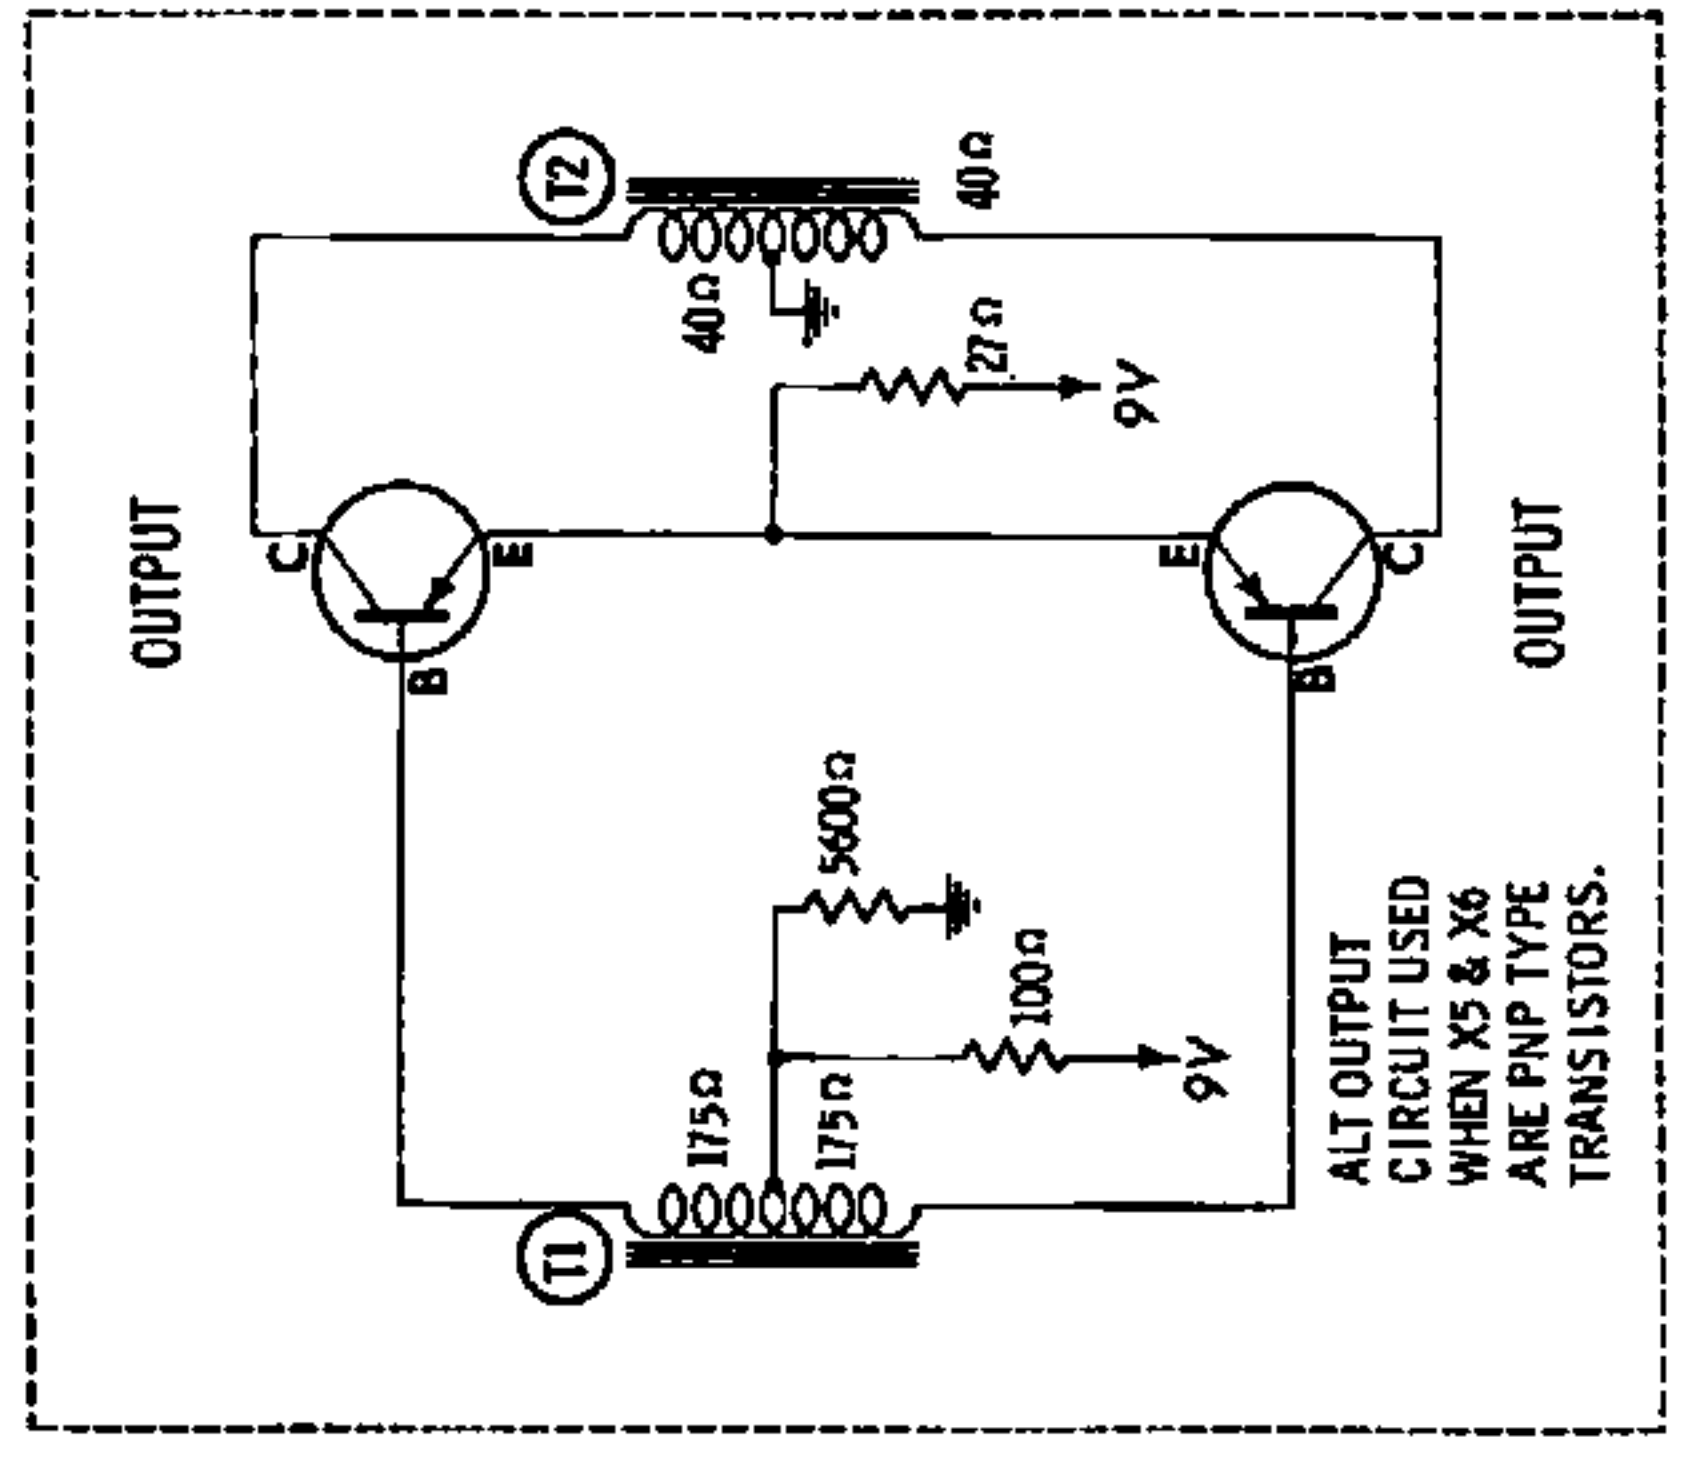 OUTPUT
C
B
E
T1
T2
175Ω
175Ω
5600Ω
100Ω
9V
40Ω
40Ω
27Ω
9V
E
B
C
OUTPUT
ALT OUTPUT
CIRCUIT USED
WHEN X5 & X6
ARE PNP TYPE
TRANSISTORS.